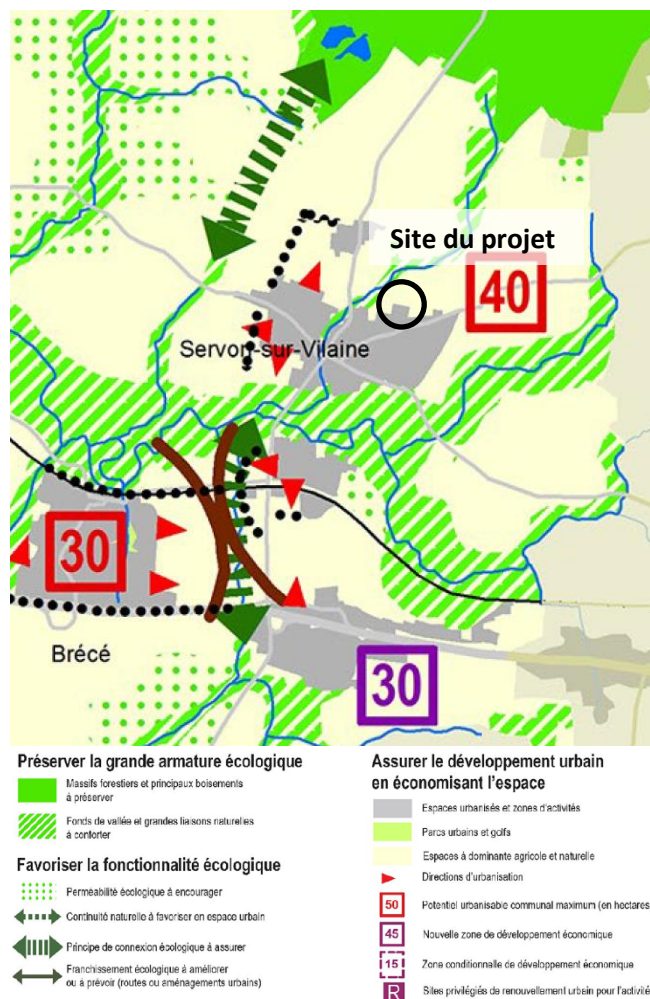 Site du projet
40
Servon-sur-Vilaine
30
Brécé
30
Préserver la grande armature écologique
Massifs forestiers et principaux boisements
à préserver
Fonds de vallée et grandes liaisons naturelles
à conforter
Favoriser la fonctionnalité écologique
Perméabilité écologique à encourager
Continuité naturelle à favoriser en espace urbain
Principe de connexion écologique à assurer
Franchissement écologique à améliorer
ou à prévoir (routes ou aménagements urbains)
Assurer le développement urbain
en économisant l'espace
Espaces urbanisés et zones d'activités
Parcs urbains et golfs
Espaces à dominante agricole et naturelle
Directions d'urbanisation
50 Potentiel urbanisable communal maximum (en hectares
45 Nouvelle zone de développement économique
15 Zone conditionnelle de développement économique
R Sites privilégiés de renouvellement urbain pour l'activité